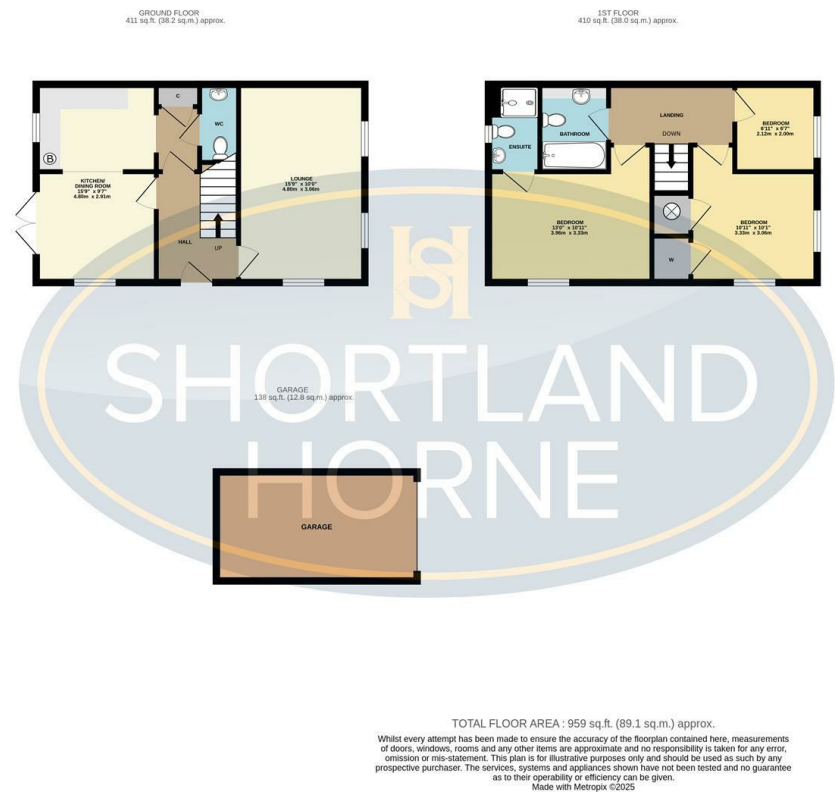 GROUND FLOOR
411 sq.ft. (38.2 sq.m.) approx.
1ST FLOOR
410 sq.ft. (38.0 sq.m.) approx.
C
WC
B
KITCHEN/
DINING ROOM
15'9" x 9'7"
4.80m x 2.91m
LOUNGE
15'9" x 10'0"
4.80m x 3.06m
HALL
UP
LANDING
DOWN
BEDROOM
6'11" x 6'7"
2.12m x 2.00m
BATHROOM
ENSUITE
BEDROOM
13'0" x 10'11"
3.96m x 3.33m
BEDROOM
10'11" x 10'1"
3.33m x 3.06m
W
SH
SHORTLAND
HORNE
GARAGE
138 sq.ft. (12.8 sq.m.) approx.
GARAGE
TOTAL FLOOR AREA : 959 sq.ft. (89.1 sq.m.) approx.
Whilst every attempt has been made to ensure the accuracy of the floorplan contained here, measurements
of doors, windows, rooms and any other items are approximate and no responsibility is taken for any error,
omission or mis-statement. This plan is for illustrative purposes only and should be used as such by any
prospective purchaser. The services, systems and appliances shown have not been tested and no guarantee
as to their operability or efficiency can be given.
Made with Metropix ©2025